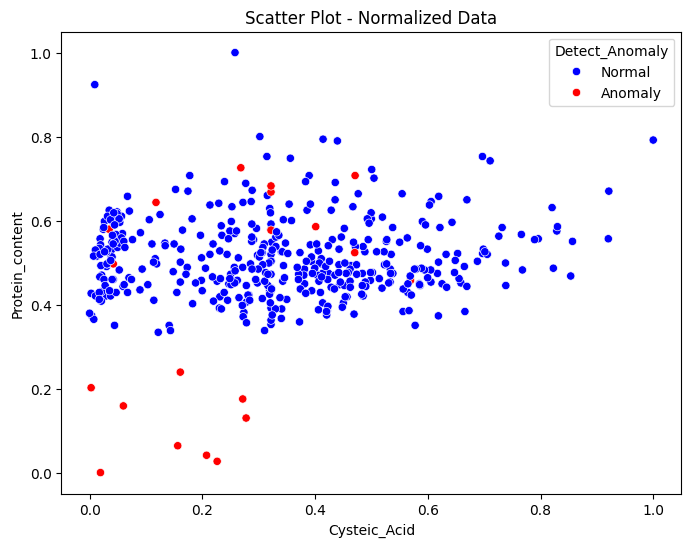 Scatter Plot - Normalized Data
Detect_Anomaly
Normal
Anomaly
Protein_content
1.0
0.8
0.6
0.4
0.2
0.0
0.0 0.2 0.4 0.6 0.8 1.0
Cysteic_Acid